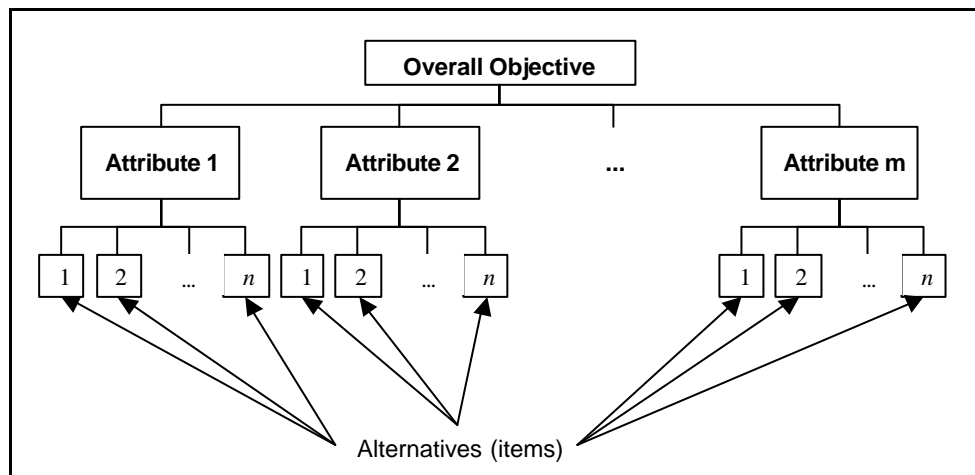 Overall Objective
Attribute 1 Attribute 2 ... Attribute m
1 2 ... n 1 2 ... n 1 2 ... n
Alternatives (items)